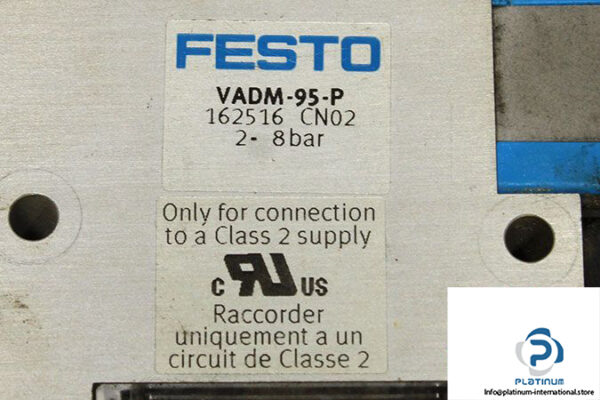 FESTO
VADM-95-P
162516 CN02
2- 8bar
Only for connection
to a Class 2 supply
c RU US
Raccorder
uniquement a un
circuit de Classe 2
PLATINUM
Info@platinum-international.store